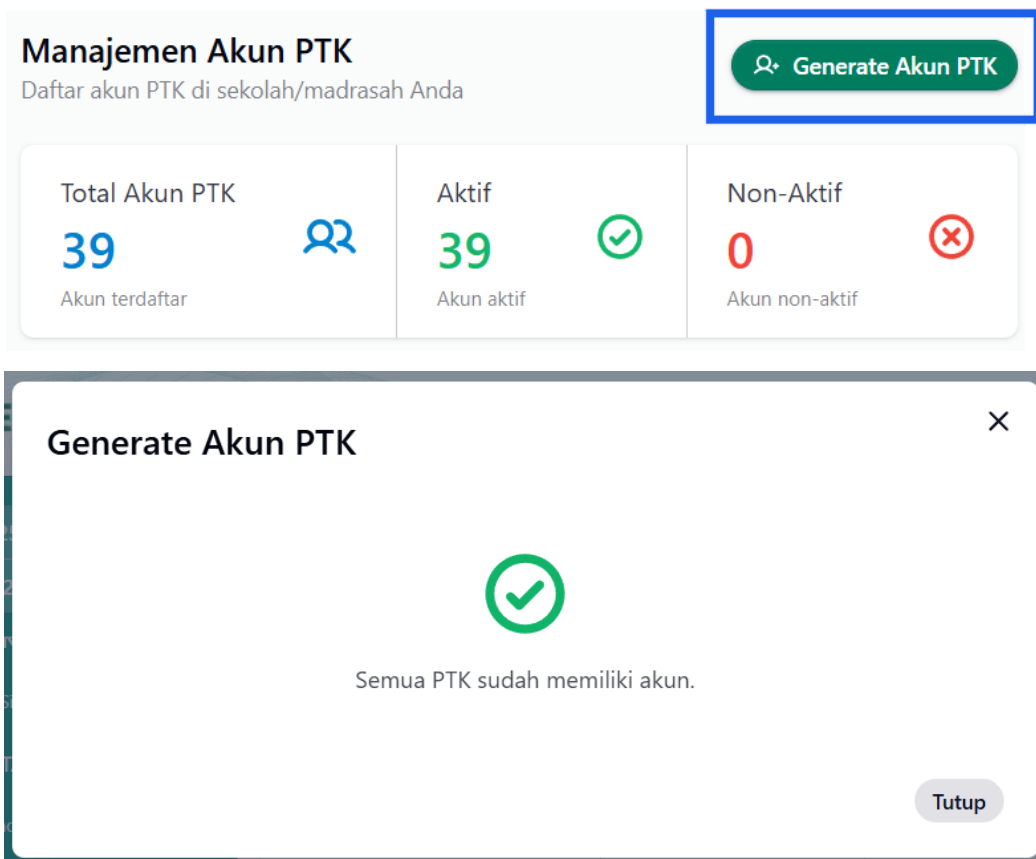 Manajemen Akun PTK
Generate Akun PTK
Daftar akun PTK di sekolah/madrasah Anda
Total Akun PTK
39
Akun terdaftar
Aktif
39
Akun aktif
Non-Aktif
0
Akun non-aktif
Generate Akun PTK
Semua PTK sudah memiliki akun.
Tutup